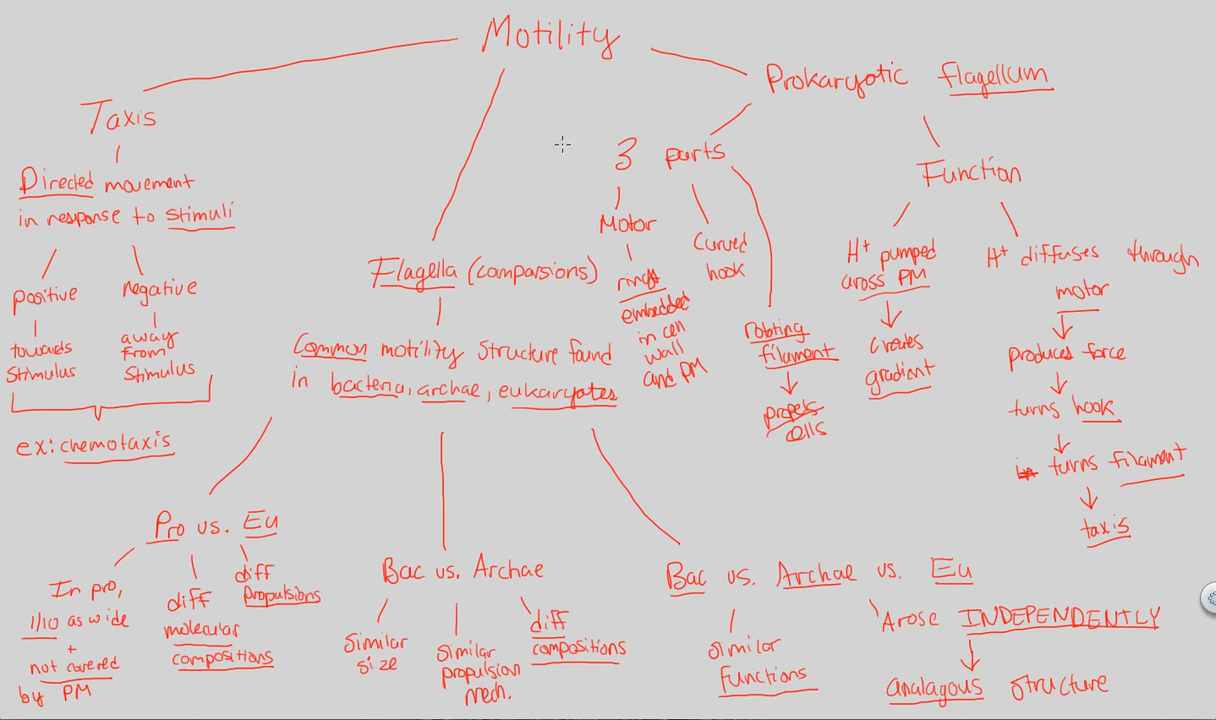 Motility
Taxis
Directed movement
in response to stimuli
positive
towards
stimulus
negative
away
from
stimulus
ex: chemotaxis
Flagella (comparsions)
Common motility structure found
in bacteria, archae, eukaryotes
Pro vs. Eu
In pro,
1/10 as wide
+
not covered
by PM
diff
molecular
compositions
diff
propulsions
Bac vs. Archae
similar
size
similar
propulsion
mech.
diff
compositions
Bac vs. Archae vs. Eu
similar
functions
Arose INDEPENDENTLY
analagous structure
Prokaryotic flagellum
3 parts
Motor
rings
embedded
in cell
wall
and PM
Curved
hook
rotating
filament
propels
cells
Function
H+ pumped
aross PM
creates
gradient
H+ diffuses through
motor
produces force
turns hook
turns filament
taxis